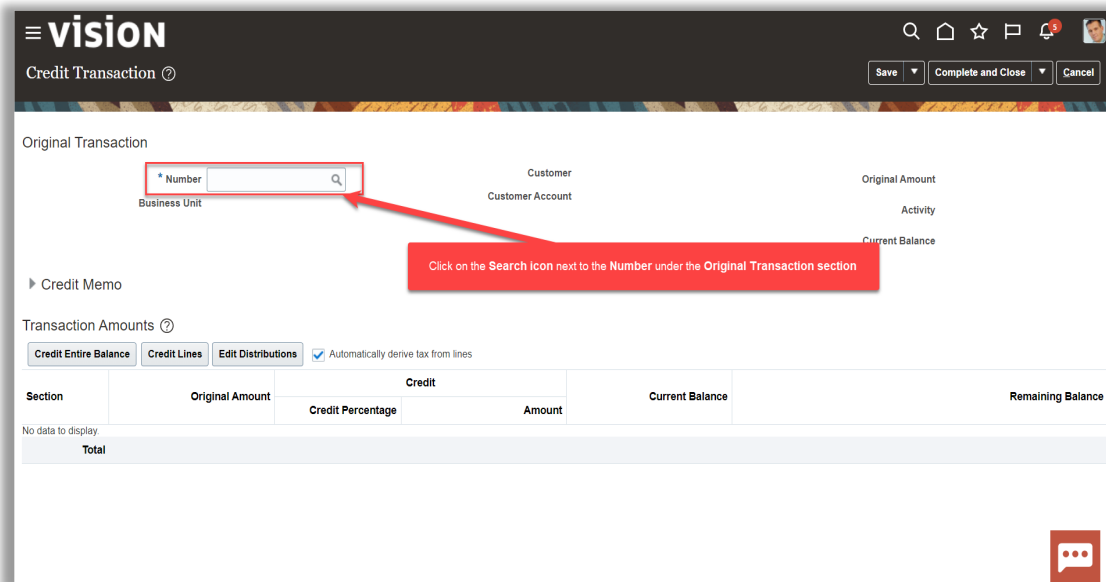 vision
5
Credit Transaction
Save
Complete and Close
Cancel
Original Transaction
* Number
Customer
Original Amount
Business Unit
Customer Account
Activity
Current Balance
Click on the Search icon next to the Number under the Original Transaction section
Credit Memo
Transaction Amounts
Credit Entire Balance
Credit Lines
Edit Distributions
Automatically derive tax from lines
Section
Original Amount
Credit
Current Balance
Remaining Balance
Credit Percentage
Amount
No data to display.
Total